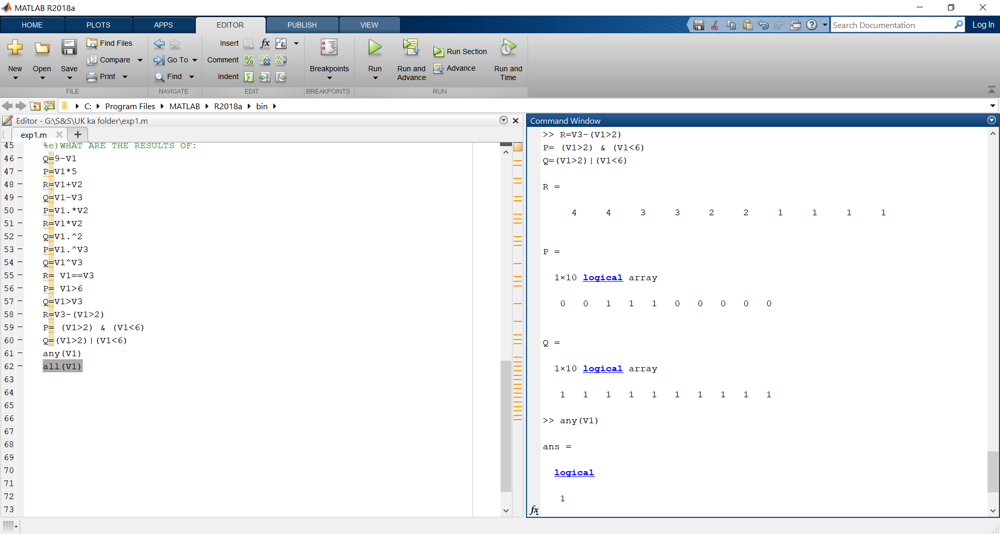 MATLAB R2018a
HOME PLOTS APPS EDITOR PUBLISH VIEW
Search Documentation
Log In
New
Open
Save
Find Files
Compare
Print
FILE
Go To
Find
NAVIGATE
Insert
Comment
Indent
EDIT
Breakpoints
BREAKPOINTS
Run
Run and Advance
Run Section
Advance
Run and Time
RUN
C: Program Files MATLAB R2018a bin
Editor - G:\S&S\UK ka folder\exp1.m
exp1.m
45 %e)WHAT ARE THE RESULTS OF:
46 – Q=9-V1
47 – P=V1*5
48 – R=V1+V2
49 – Q=V1-V3
50 – P=V1.*V2
51 – R=V1*V2
52 – Q=V1.^2
53 – P=V1.^V3
54 – Q=V1^V3
55 – R= V1==V3
56 – P= V1>6
57 – Q=V1>V3
58 – R=V3-(V1>2)
59 – P= (V1>2) & (V1<6)
60 – Q=(V1>2)|(V1<6)
61 – any(V1)
62 – all(V1)
63
64
65
66
67
68
69
70
71
72
73
Command Window
>> R=V3-(V1>2)
P= (V1>2) & (V1<6)
Q=(V1>2)|(V1<6)
R =
4 4 3 3 2 2 1 1 1 1
P =
1×10 logical array
0 0 1 1 1 0 0 0 0 0
Q =
1×10 logical array
1 1 1 1 1 1 1 1 1 1
>> any(V1)
ans =
logical
1
fx